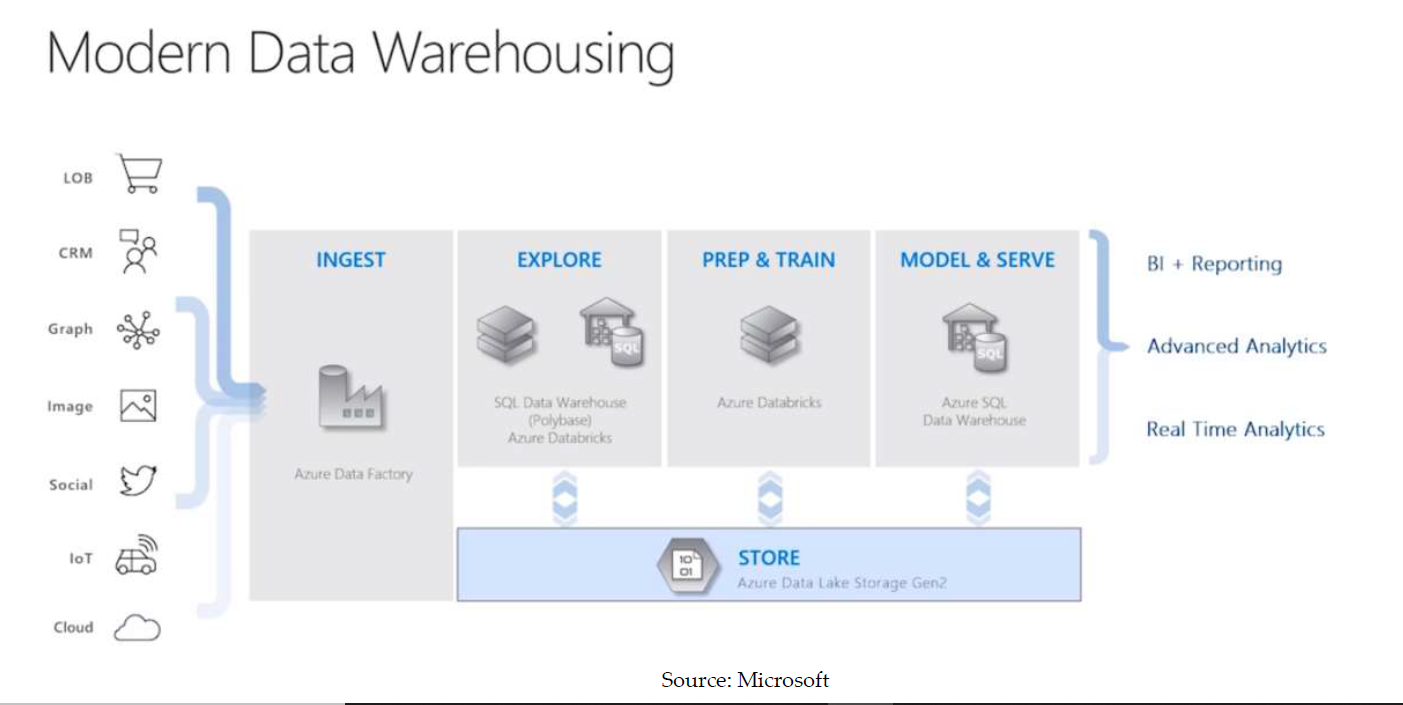 Modern Data Warehousing
LOB
CRM
Graph
Image
Social
IoT
Cloud
INGEST
Azure Data Factory
EXPLORE
SQL
SQL Data Warehouse
(Polybase)
Azure Databricks
PREP & TRAIN
Azure Databricks
MODEL & SERVE
SQL
Azure SQL
Data Warehouse
10
01
STORE
Azure Data Lake Storage Gen2
BI + Reporting
Advanced Analytics
Real Time Analytics
Source: Microsoft